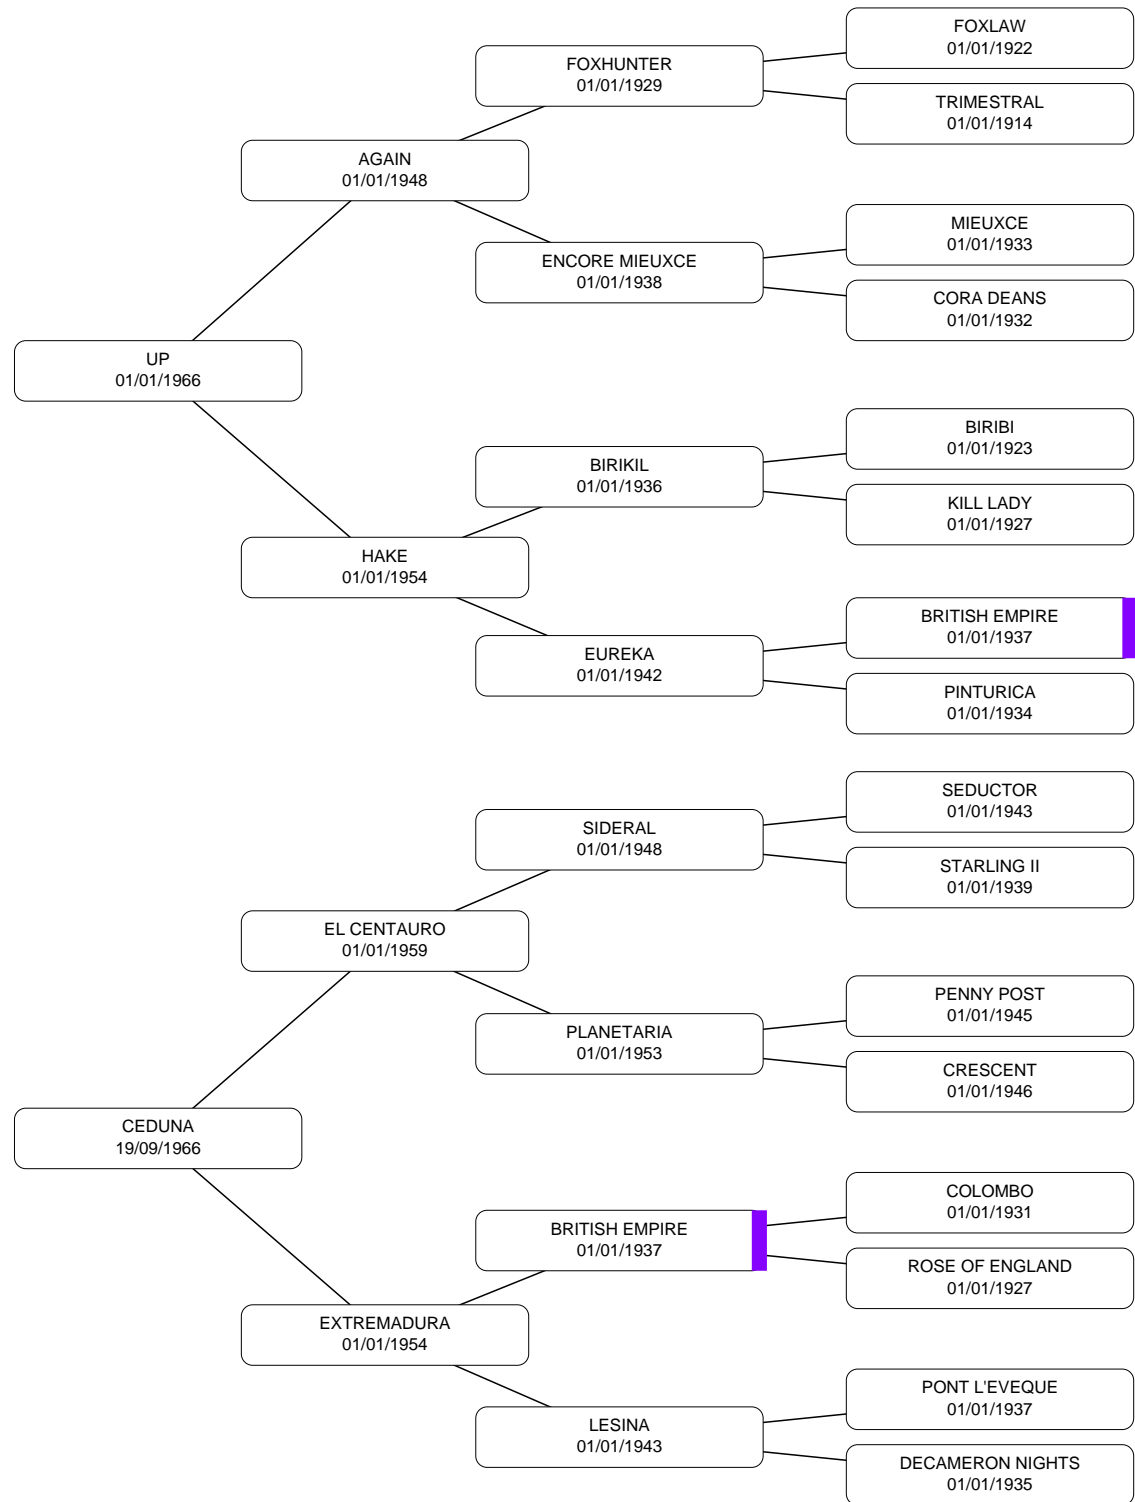 FOXLAW
01/01/1922
FOXHUNTER
01/01/1929
TRIMESTRAL
01/01/1914
AGAIN
01/01/1948
MIEUXCE
01/01/1933
ENCORE MIEUXCE
01/01/1938
CORA DEANS
01/01/1932
UP
01/01/1966
BIRIBI
01/01/1923
BIRIKIL
01/01/1936
KILL LADY
01/01/1927
HAKE
01/01/1954
BRITISH EMPIRE
01/01/1937
EUREKA
01/01/1942
PINTURICA
01/01/1934
SEDUCTOR
01/01/1943
SIDERAL
01/01/1948
STARLING II
01/01/1939
EL CENTAURO
01/01/1959
PENNY POST
01/01/1945
PLANETARIA
01/01/1953
CRESCENT
01/01/1946
CEDUNA
19/09/1966
COLOMBO
01/01/1931
BRITISH EMPIRE
01/01/1937
ROSE OF ENGLAND
01/01/1927
EXTREMADURA
01/01/1954
PONT L'EVEQUE
01/01/1937
LESINA
01/01/1943
DECAMERON NIGHTS
01/01/1935